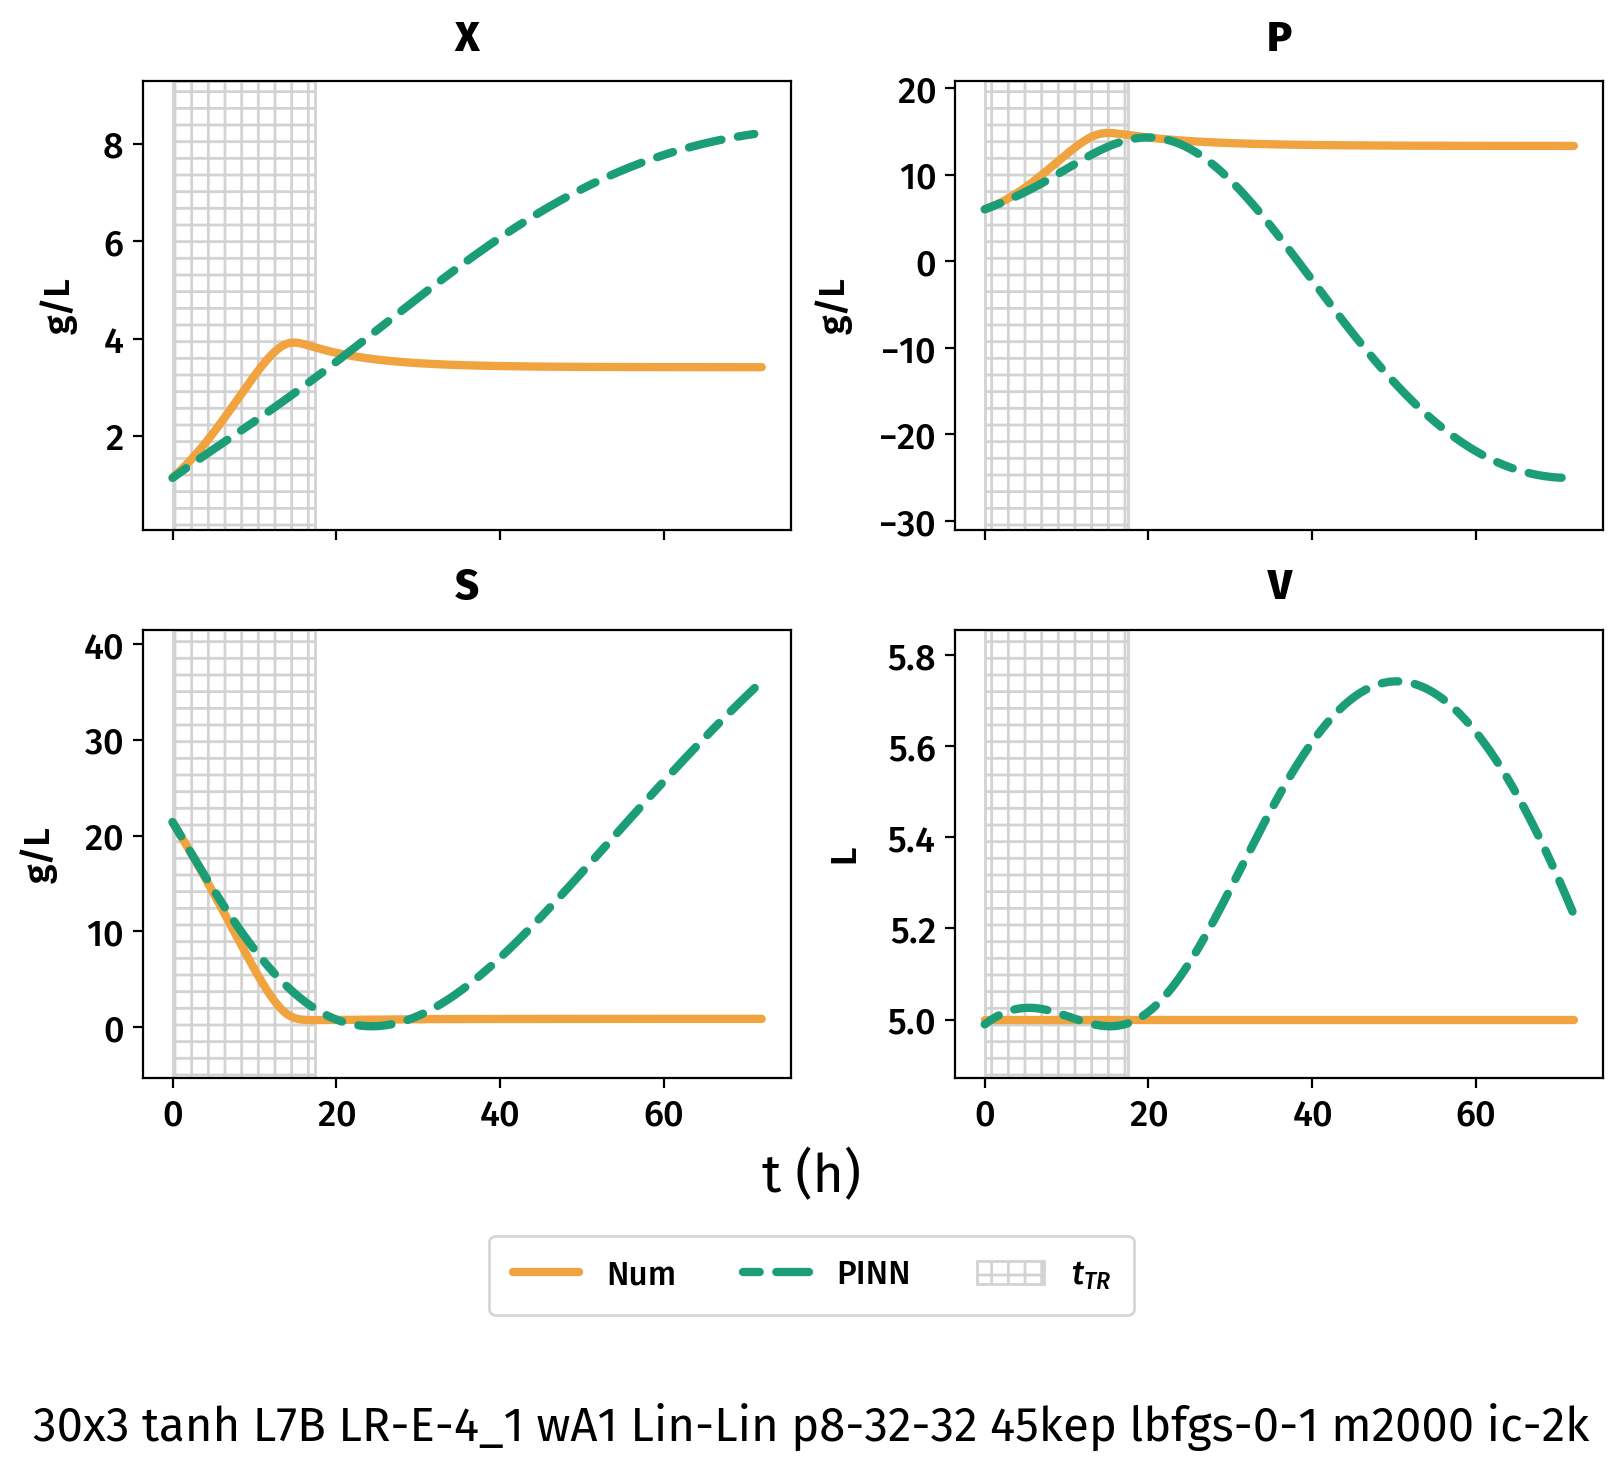 X
g/L
8
6
4
2
P
g/L
20
10
0
−10
−20
−30
S
g/L
40
30
20
10
0
0 20 40 60
V
L
5.8
5.6
5.4
5.2
5.0
0 20 40 60
t (h)
Num PINN t_TR
30x3 tanh L7B LR-E-4_1 wA1 Lin-Lin p8-32-32 45kep lbfgs-0-1 m2000 ic-2k